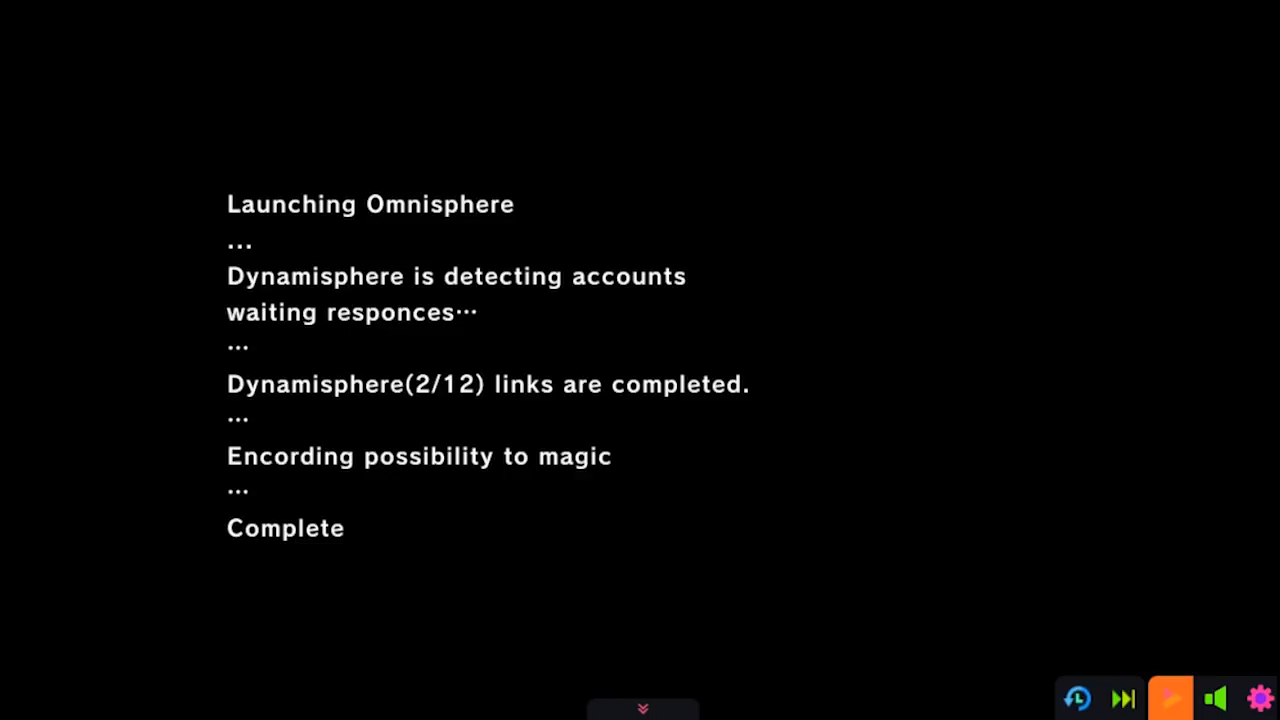 Launching Omnisphere
...
Dynamisphere is detecting accounts
waiting responces…
…
Dynamisphere(2/12) links are completed.
…
Encording possibility to magic
…
Complete